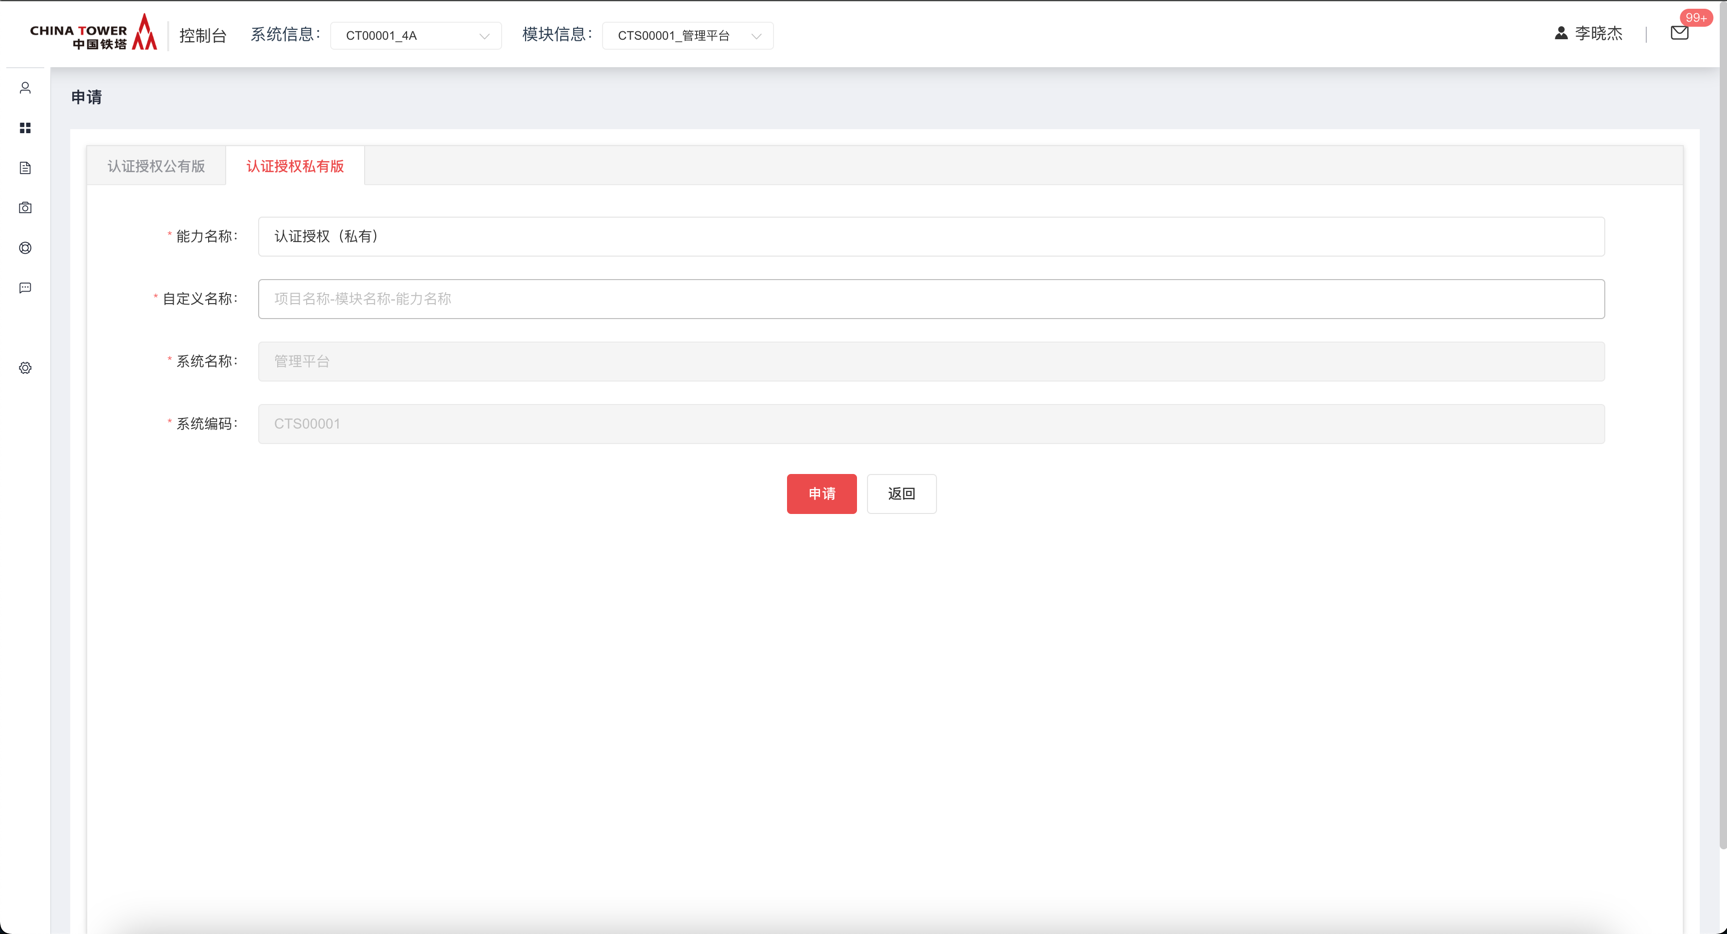 CHINA TOWER
中国铁塔
控制台
系统信息：
CT00001_4A
模块信息：
CTS00001_管理平台
李晓杰
99+
申请
认证授权公有版
认证授权私有版
* 能力名称：
认证授权（私有）
* 自定义名称：
项目名称-模块名称-能力名称
* 系统名称：
管理平台
* 系统编码：
CTS00001
申请
返回